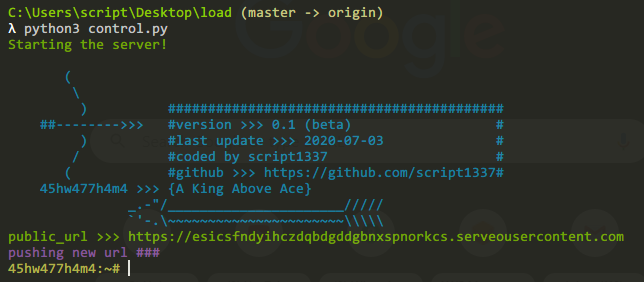 C:\Users\script\Desktop\load (master -> origin)
λ python3 control.py
Starting the server!
(
\
) ##########################################
##-------->>> #version >>> 0.1 (beta) #
) #last update >>> 2020-07-03 #
/ #coded by script1337 #
( #github >>> https://github.com/script1337#
45hw477h4m4 >>> {A King Above Ace}
_.-"/______________________/////
`'-.\~~~~~~~~~~~~~~~~~~~~~~\\\\\
public_url >>> https://esicsfndyihczdqbdgddgbnxspnorkcs.serveousercontent.com
pushing new url ###
45hw477h4m4:~#